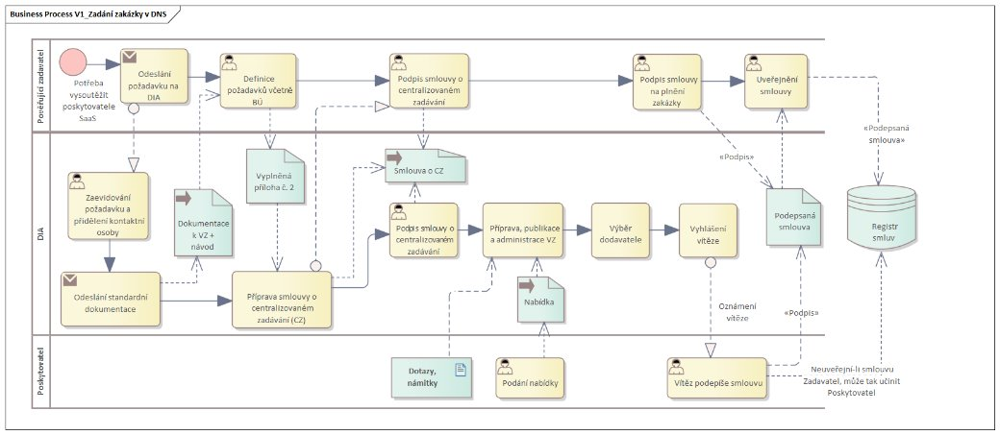 Business Process V1_Zadání zakázky v DNS
Pověřující zadavatel
Potřeba
vysoutěžit
poskytovatele
SaaS
Odeslání
požadavku na
DIA
Definice
požadavků včetně
BÚ
Podpis smlouvy o
centralizovaném
zadávání
Podpis smlouvy
na plnění
zakázky
Uveřejnění
smlouvy
«Podepsaná
smlouva»
«Podpis»
DIA
Zaevidování
požadavku a
přidělení kontaktní
osoby
Dokumentace
k VZ +
návod
Vyplněná
příloha č. 2
Smlouva o CZ
Podpis smlouvy o
centralizovaném
zadávání
Příprava, publikace
a administrace VZ
Výběr
dodavatele
Vyhlášení
vítěze
Podepsaná
smlouva
Registr
smluv
Odeslání standardní
dokumentace
Příprava smlouvy o
centralizovaném
zadávání (CZ)
Nabídka
Oznámení
vítěze
«Podpis»
Poskytovatel
Dotazy,
námitky
Podání nabídky
Vítěz podepíše smlouvu
Neuveřejní-li smlouvu
Zadavatel, může tak učinit
Poskytovatel